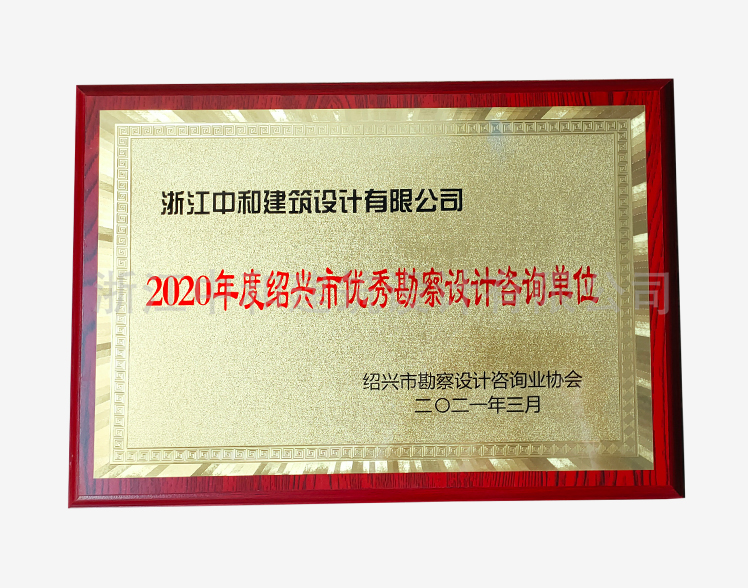 浙江中和建筑设计有限公司
2020年度绍兴市优秀勘察设计咨询单位
绍兴市勘察设计咨询业协会
二〇二一年三月